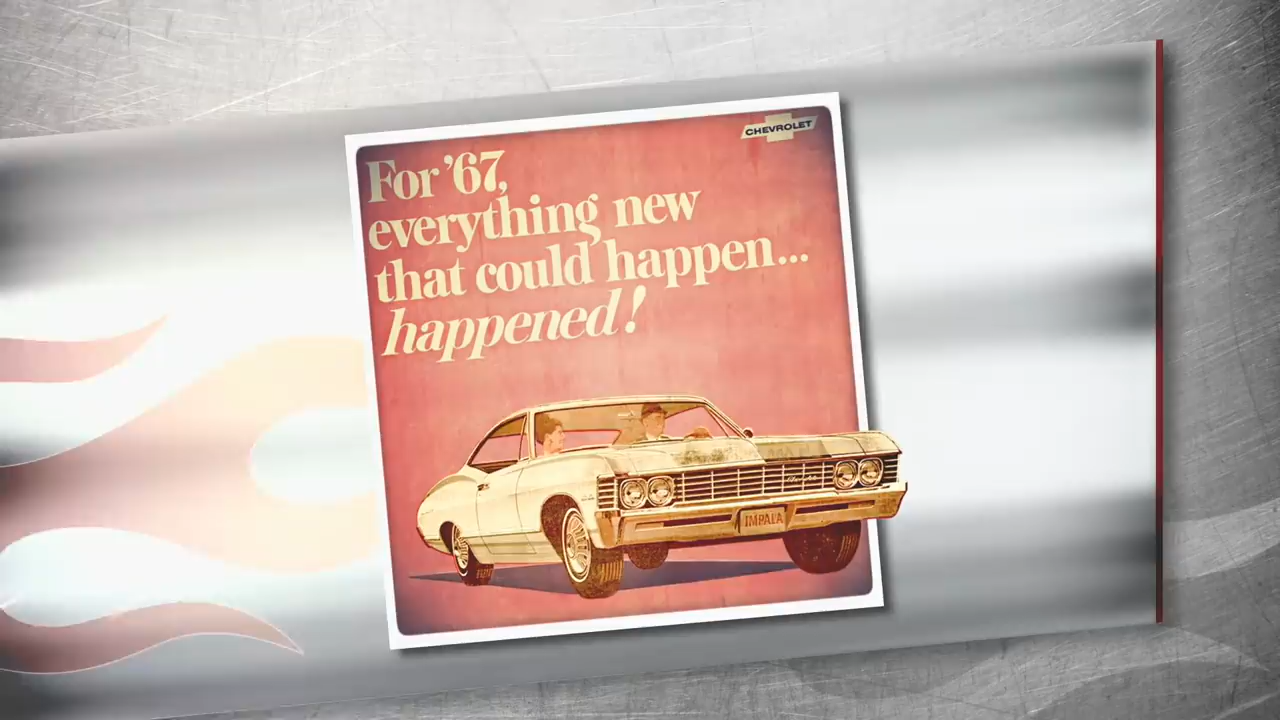 CHEVROLET
For '67,
everything new
that could happen...
happened!
IMPALA